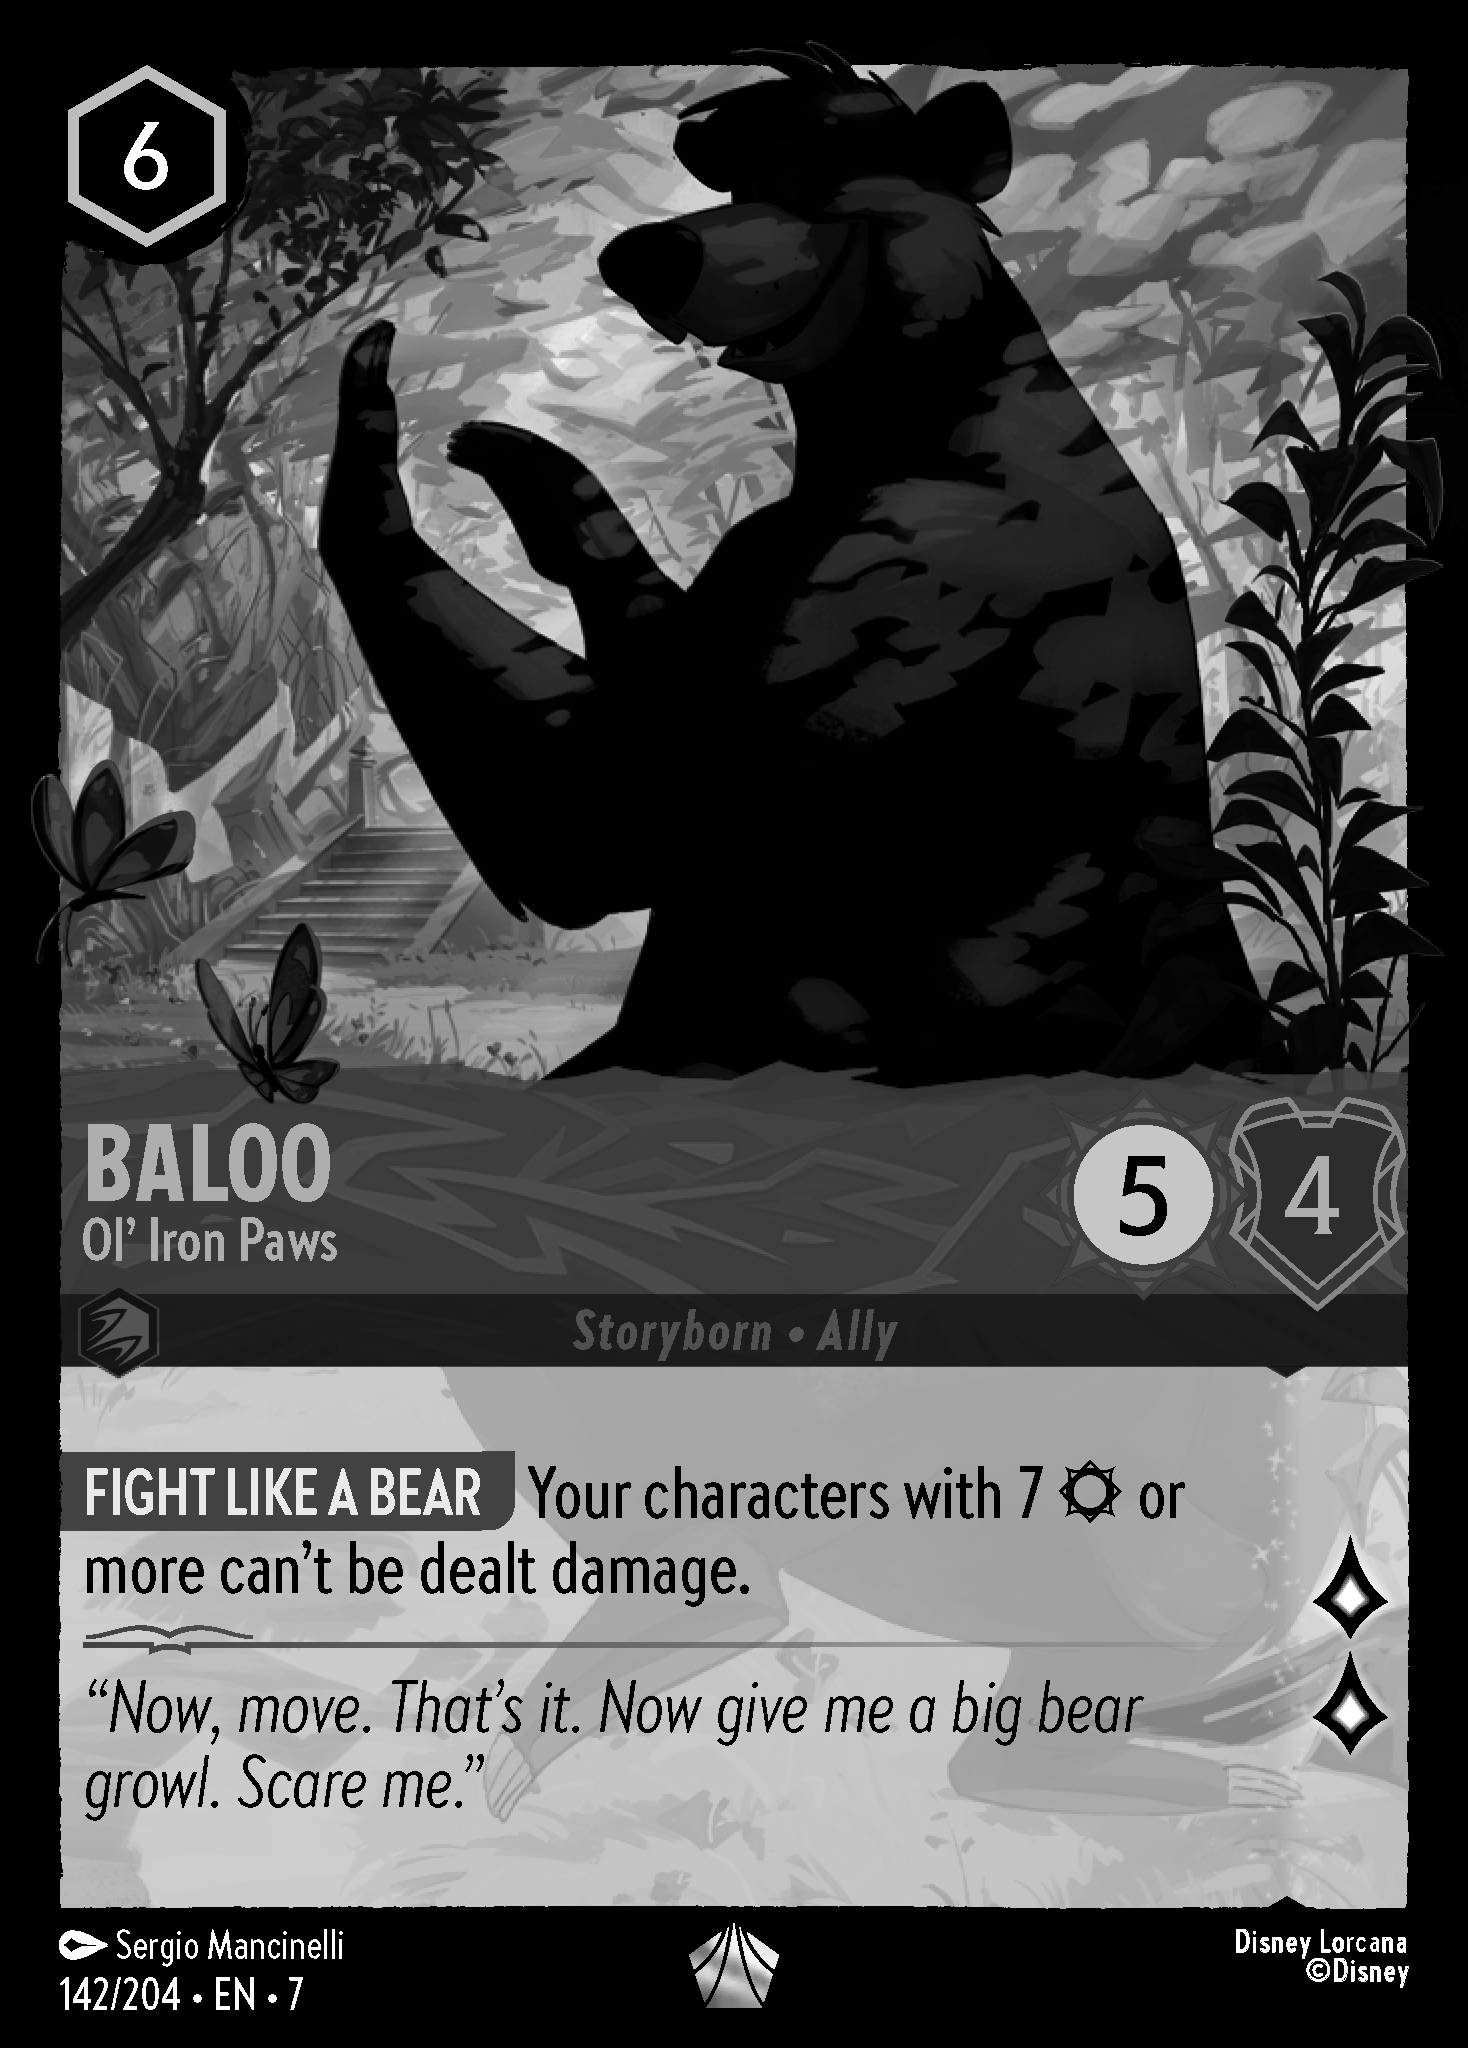 6
BALOO
Ol’ Iron Paws
5
4
Storyborn • Ally
FIGHT LIKE A BEAR Your characters with 7 or
more can’t be dealt damage.
“Now, move. That’s it. Now give me a big bear
growl. Scare me.”
Sergio Mancinelli
142/204 • EN • 7
Disney Lorcana
©Disney